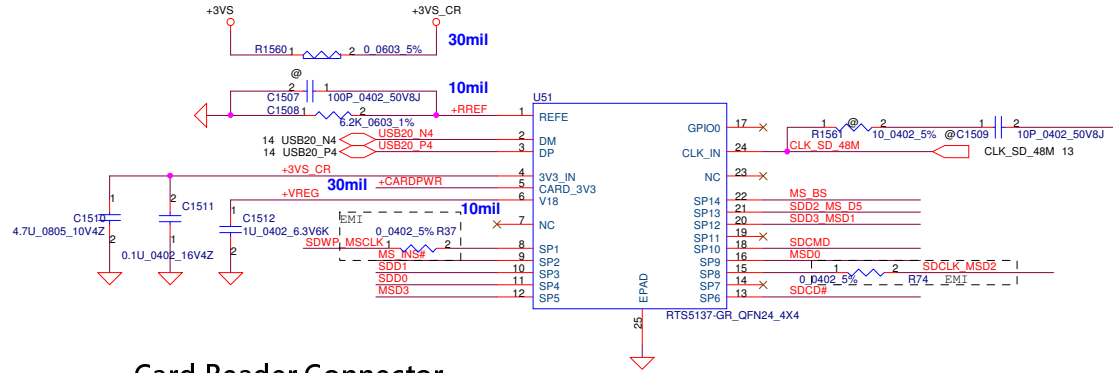 +3VS +3VS_CR
30mil
R1560 1 2 0_0603_5%
@
2 1
C1507 100P_0402_50V8J
10mil
C1508 1 2 +RREF
6.2K_0603_1%
U51
1 REFE
14 USB20_N4 USB20_N4 2 DM
14 USB20_P4 USB20_P4 3 DP
+3VS_CR 4 3V3_IN
30mil +CARDPWR 5 CARD_3V3
+VREG 6 V18
10mil
7 NC
EMI
0_0402_5% R37
SDWP_MSCLK 1 2 8 SP1
MS_INS# 9 SP2
SDD1 10 SP3
SDD0 11 SP4
MSD3 12 SP5
1 C1510 2
4.7U_0805_10V4Z
2 C1511 1
0.1U_0402_16V4Z
1 C1512 2
1U_0402_6.3V6K
GPIO0 17
CLK_IN 24 CLK_SD_48M
CLK_SD_48M 13
1 @ 2
R1561 10_0402_5%
1 2
@C1509 10P_0402_50V8J
NC 23
SP14 22 MS_BS
SP13 21 SDD2_MS_D5
SP12 20 SDD3_MSD1
SP11 19
SP10 18 SDCMD
SP9 16 MSD0
SP8 15 1 2 SDCLK_MSD2
0_0402_5% R74 EMI
SP7 14
SP6 13 SDCD#
EPAD
25
RTS5137-GR_QFN24_4X4
Card Reader Connector